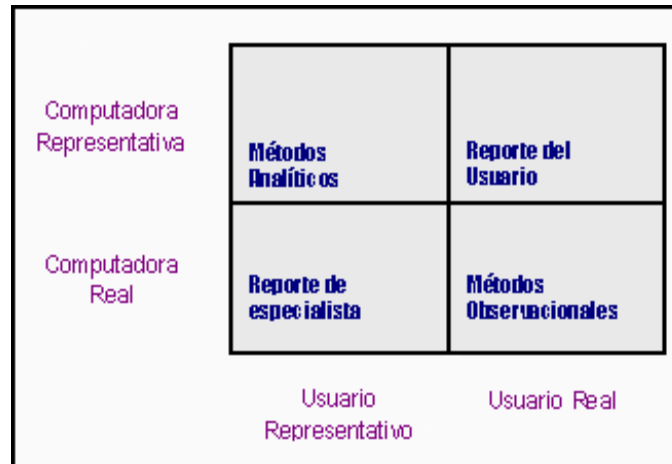 Computadora
Representativa
Métodos
Analíticos
Reporte del
Usuario
Computadora
Real
Reporte de
especialista
Métodos
Observacionales
Usuario
Representativo
Usuario Real